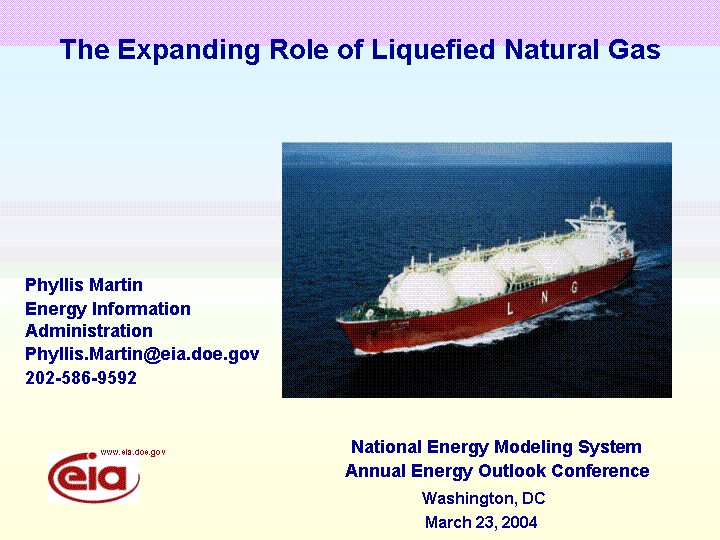 The Expanding Role of Liquefied Natural Gas
L N G
Phyllis Martin
Energy Information
Administration
Phyllis.Martin@eia.doe.gov
202-586-9592
www.eia.doe.gov
eia
National Energy Modeling System
Annual Energy Outlook Conference
Washington, DC
March 23, 2004